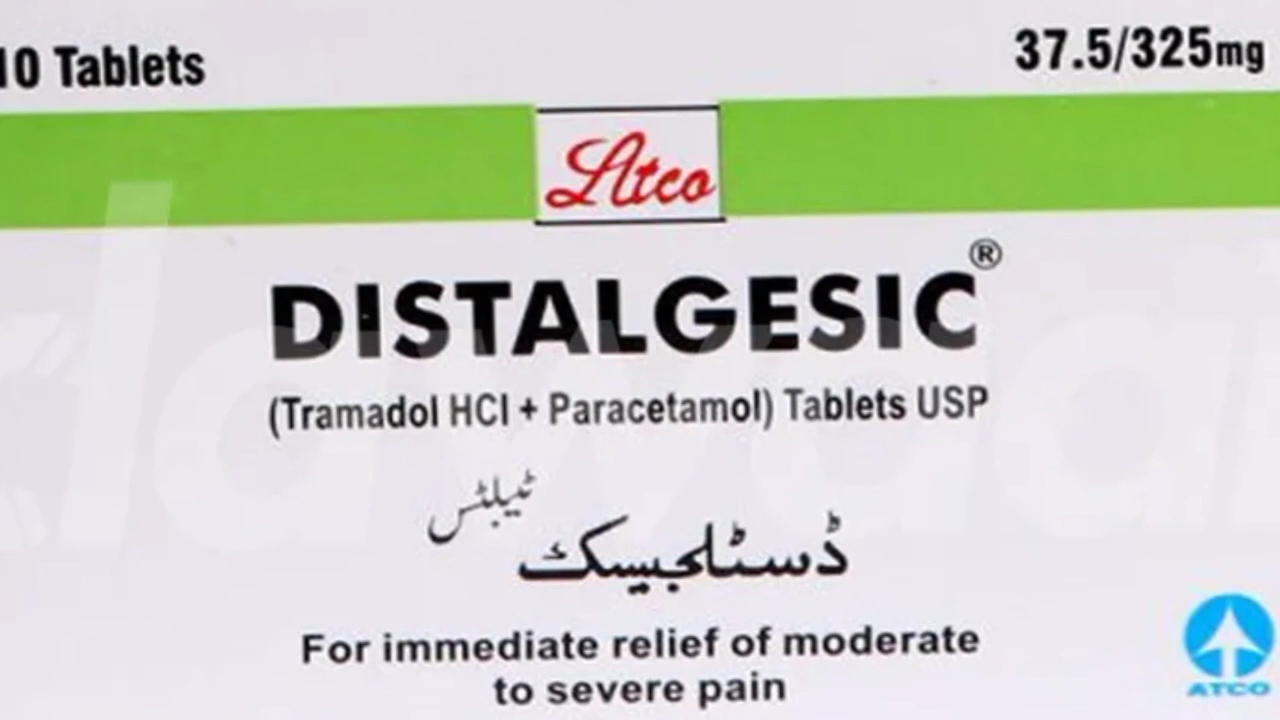 10 Tablets
37.5/325mg
Atco
DISTALGESIC®
(Tramadol HCl + Paracetamol) Tablets USP
ڈسٹلجیسک ٹیبلٹس
For immediate relief of moderate
to severe pain
ATCO